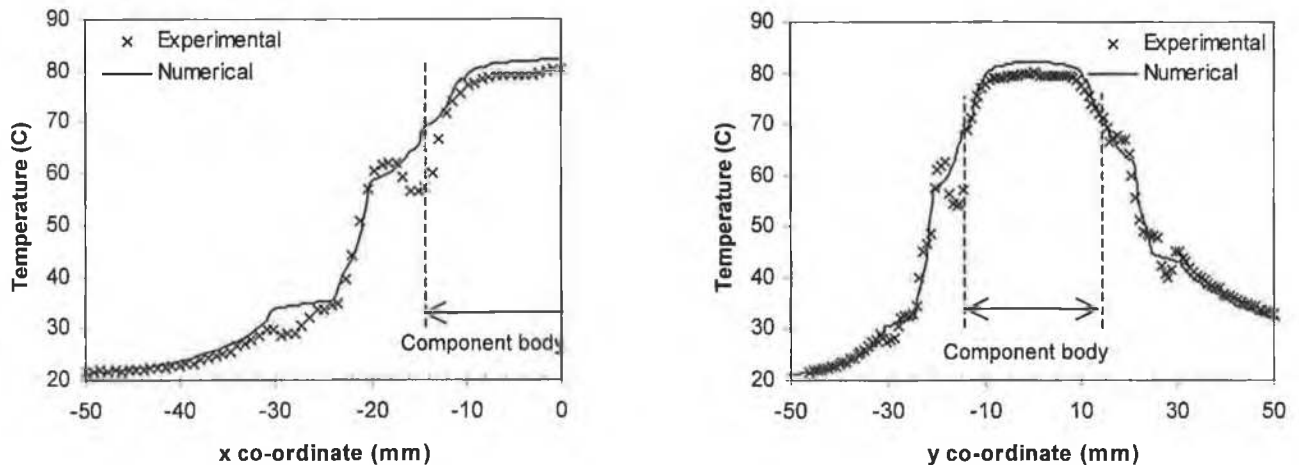 90
80
70
60
50
40
30
20
Temperature (C)
Experimental
Numerical
Component body
-50 -40 -30 -20 -10 0
x co-ordinate (mm)
90
80
70
60
50
40
30
20
Temperature (C)
Experimental
Numerical
Component body
-50 -30 -10 10 30 50
y co-ordinate (mm)